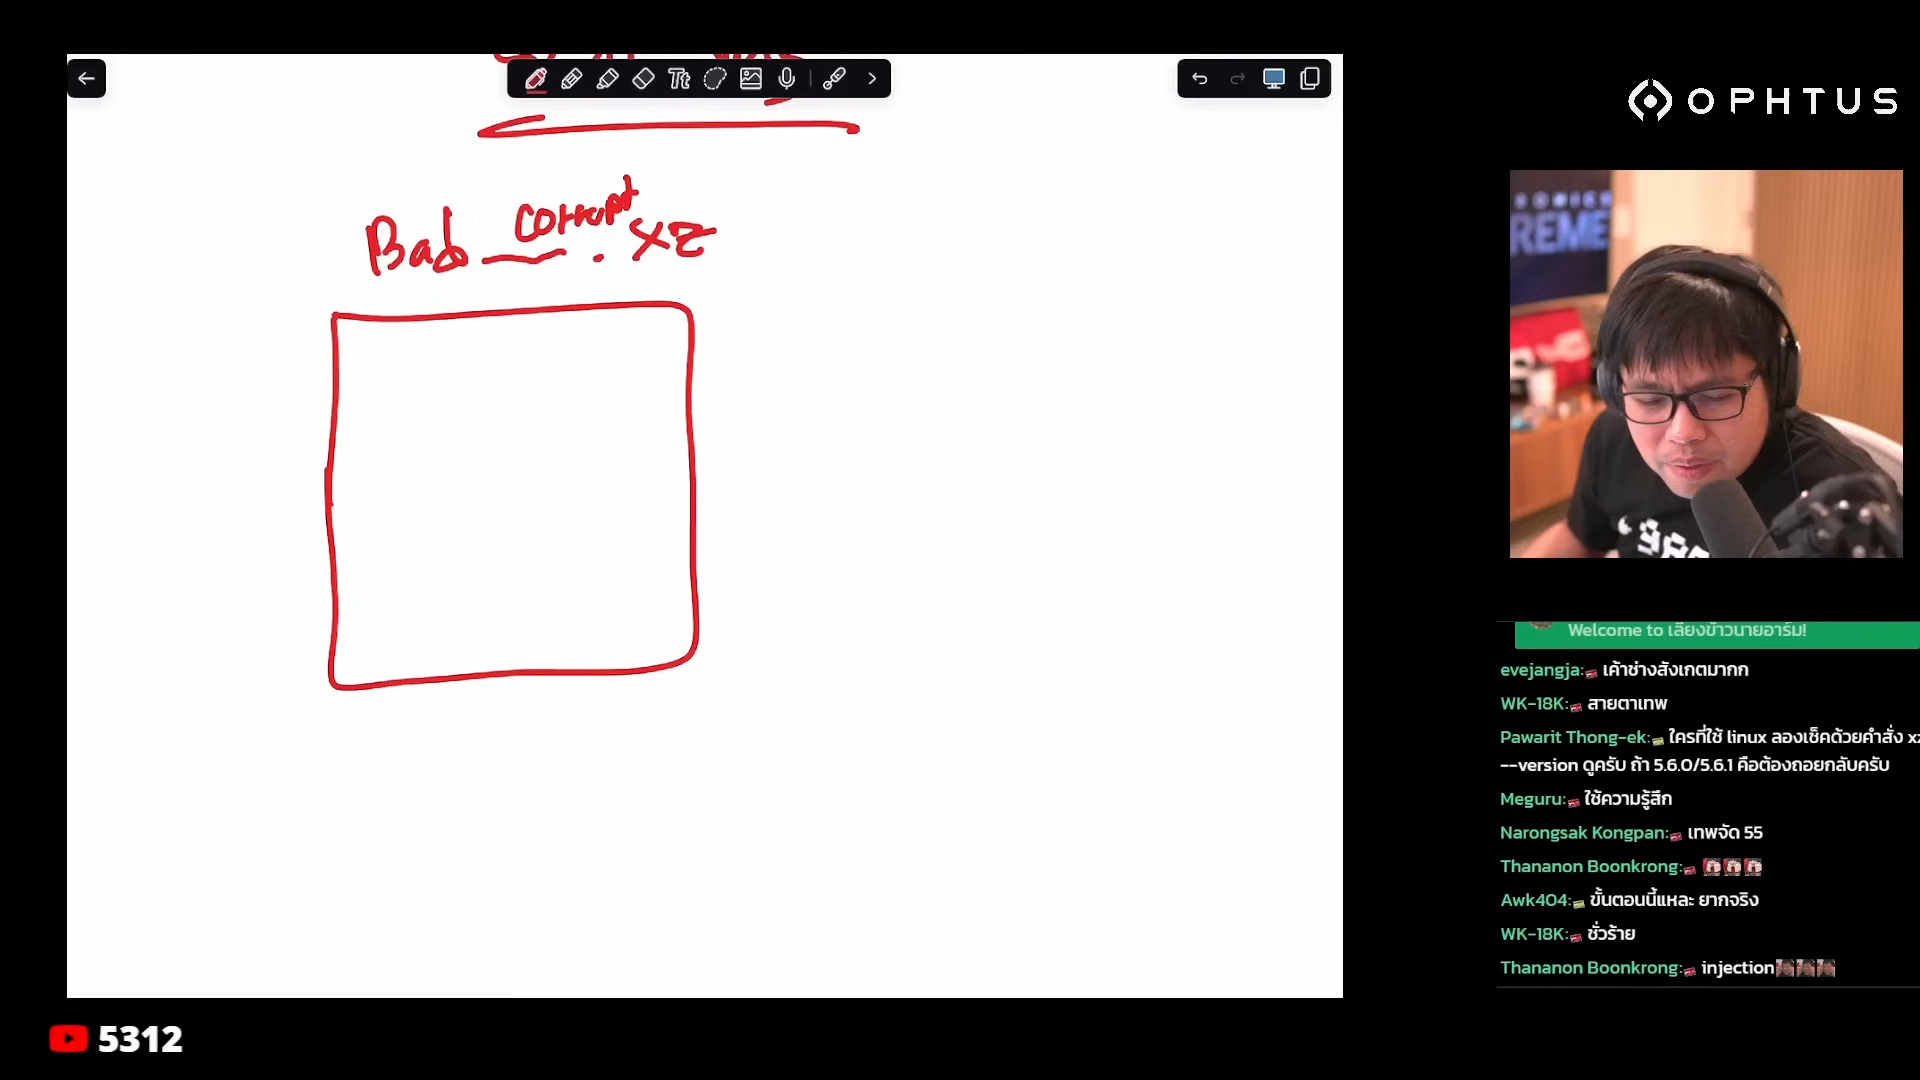 OPHTUS
Tt
Bad corrupt . xz
REME
Welcome to เลียงข่าวนายอาร์ม!
evejangja: เค้าช่างสังเกตมากก
WK-18K: สายตาเทพ
Pawarit Thong-ek: ใครที่ใช้ linux ลองเช็คด้วยคำสั่ง xz
--version ดูครับ ถ้า 5.6.0/5.6.1 คือต้องถอยกลับครับ
Meguru: ใช้ความรู้สึก
Narongsak Kongpan: เทพจัด 55
Thananon Boonkrong:
Awk404: ขั้นตอนนี้แหละ ยากจริง
WK-18K: ชั่วร้าย
Thananon Boonkrong: injection
5312